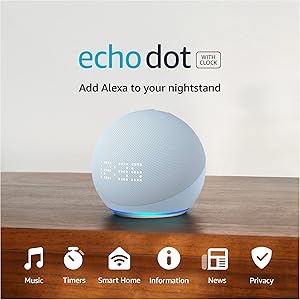 echo dot WITH CLOCK
Add Alexa to your nightstand
Music Timers Smart Home Information News Privacy